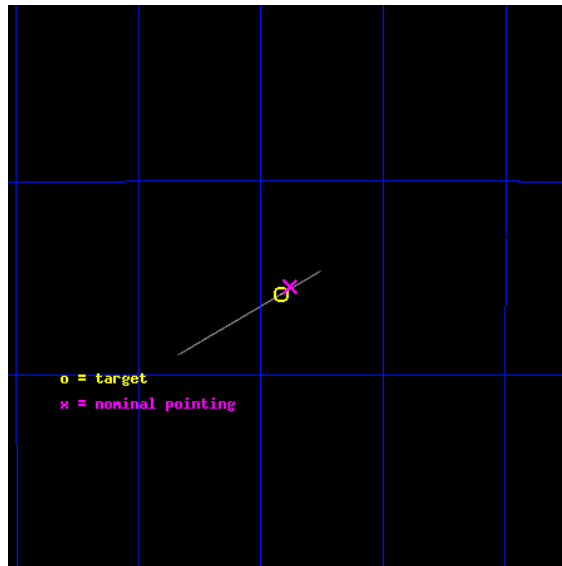 o = target
x = nominal pointing